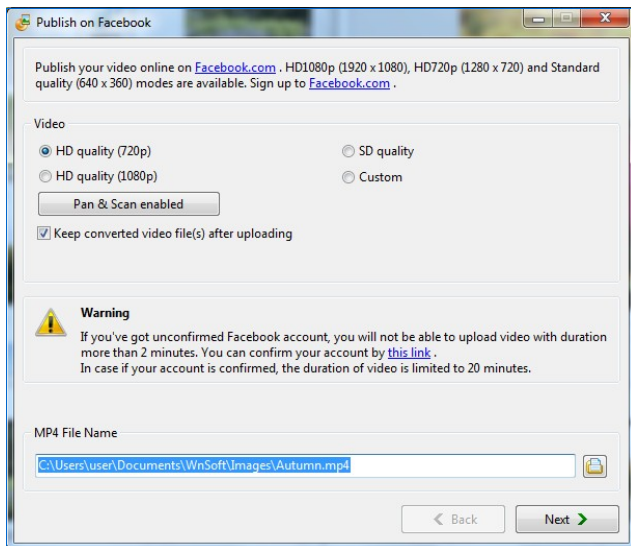 Publish on Facebook
Publish your video online on Facebook.com . HD1080p (1920 x 1080), HD720p (1280 x 720) and Standard
quality (640 x 360) modes are available. Sign up to Facebook.com .
Video
HD quality (720p)
SD quality
HD quality (1080p)
Custom
Pan & Scan enabled
Keep converted video file(s) after uploading
Warning
If you've got unconfirmed Facebook account, you will not be able to upload video with duration
more than 2 minutes. You can confirm your account by this link .
In case if your account is confirmed, the duration of video is limited to 20 minutes.
MP4 File Name
C:\Users\user\Documents\WnSoft\Images\Autumn.mp4
Back
Next